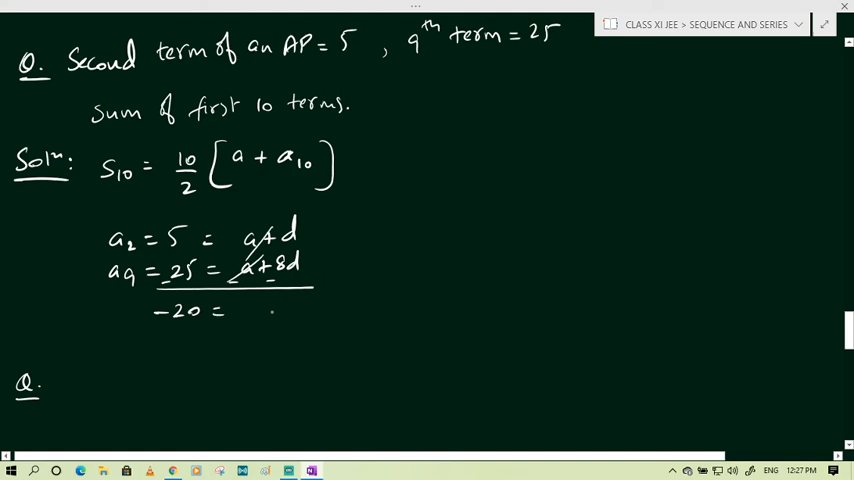 CLASS XI JEE > SEQUENCE AND SERIES
Q. Second term of an AP = 5 , 9th term = 25
sum of first 10 terms.
Soln: S10 = 10/2 [a + a10]
a2 = 5 = a + d
a9 = 25 = a + 8d
-20 =
Q.
ENG 12:27 PM